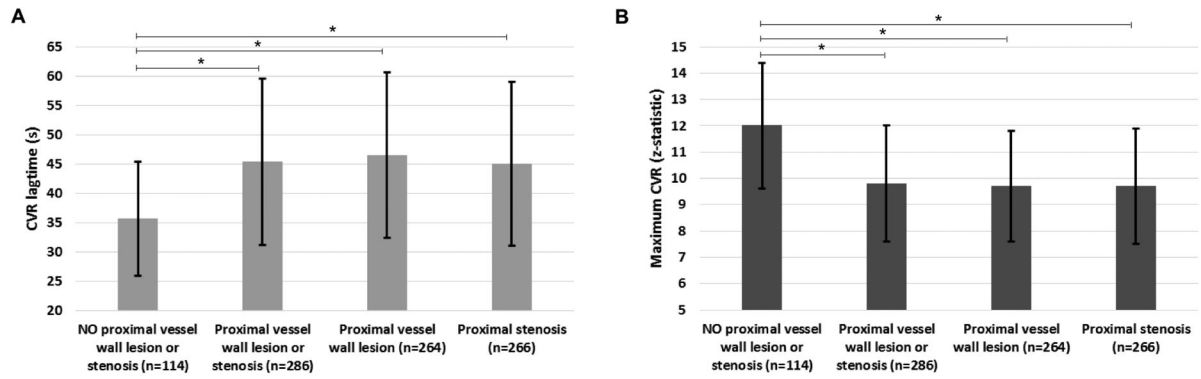 A
* 
* 
* 
65
60
55
50
45
40
35
30
25
20
CVR lagtime (s)
NO proximal vessel
wall lesion or
stenosis (n=114)
Proximal vessel
wall lesion or
stenosis (n=286)
Proximal vessel
wall lesion (n=264)
Proximal stenosis
(n=266)
B
*
*
*
15
14
13
12
11
10
9
8
7
6
5
Maximum CVR (z-statistic)
NO proximal vessel
wall lesion or
stenosis (n=114)
Proximal vessel
wall lesion or
stenosis (n=286)
Proximal vessel
wall lesion (n=264)
Proximal stenosis
(n=266)